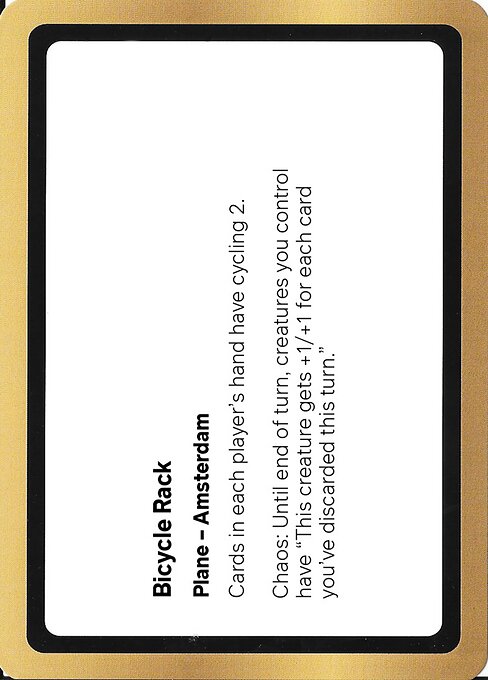 Bicycle Rack
Plane – Amsterdam
Cards in each player's hand have cycling 2.
Chaos: Until end of turn, creatures you control
have “This creature gets +1/+1 for each card
you've discarded this turn.”